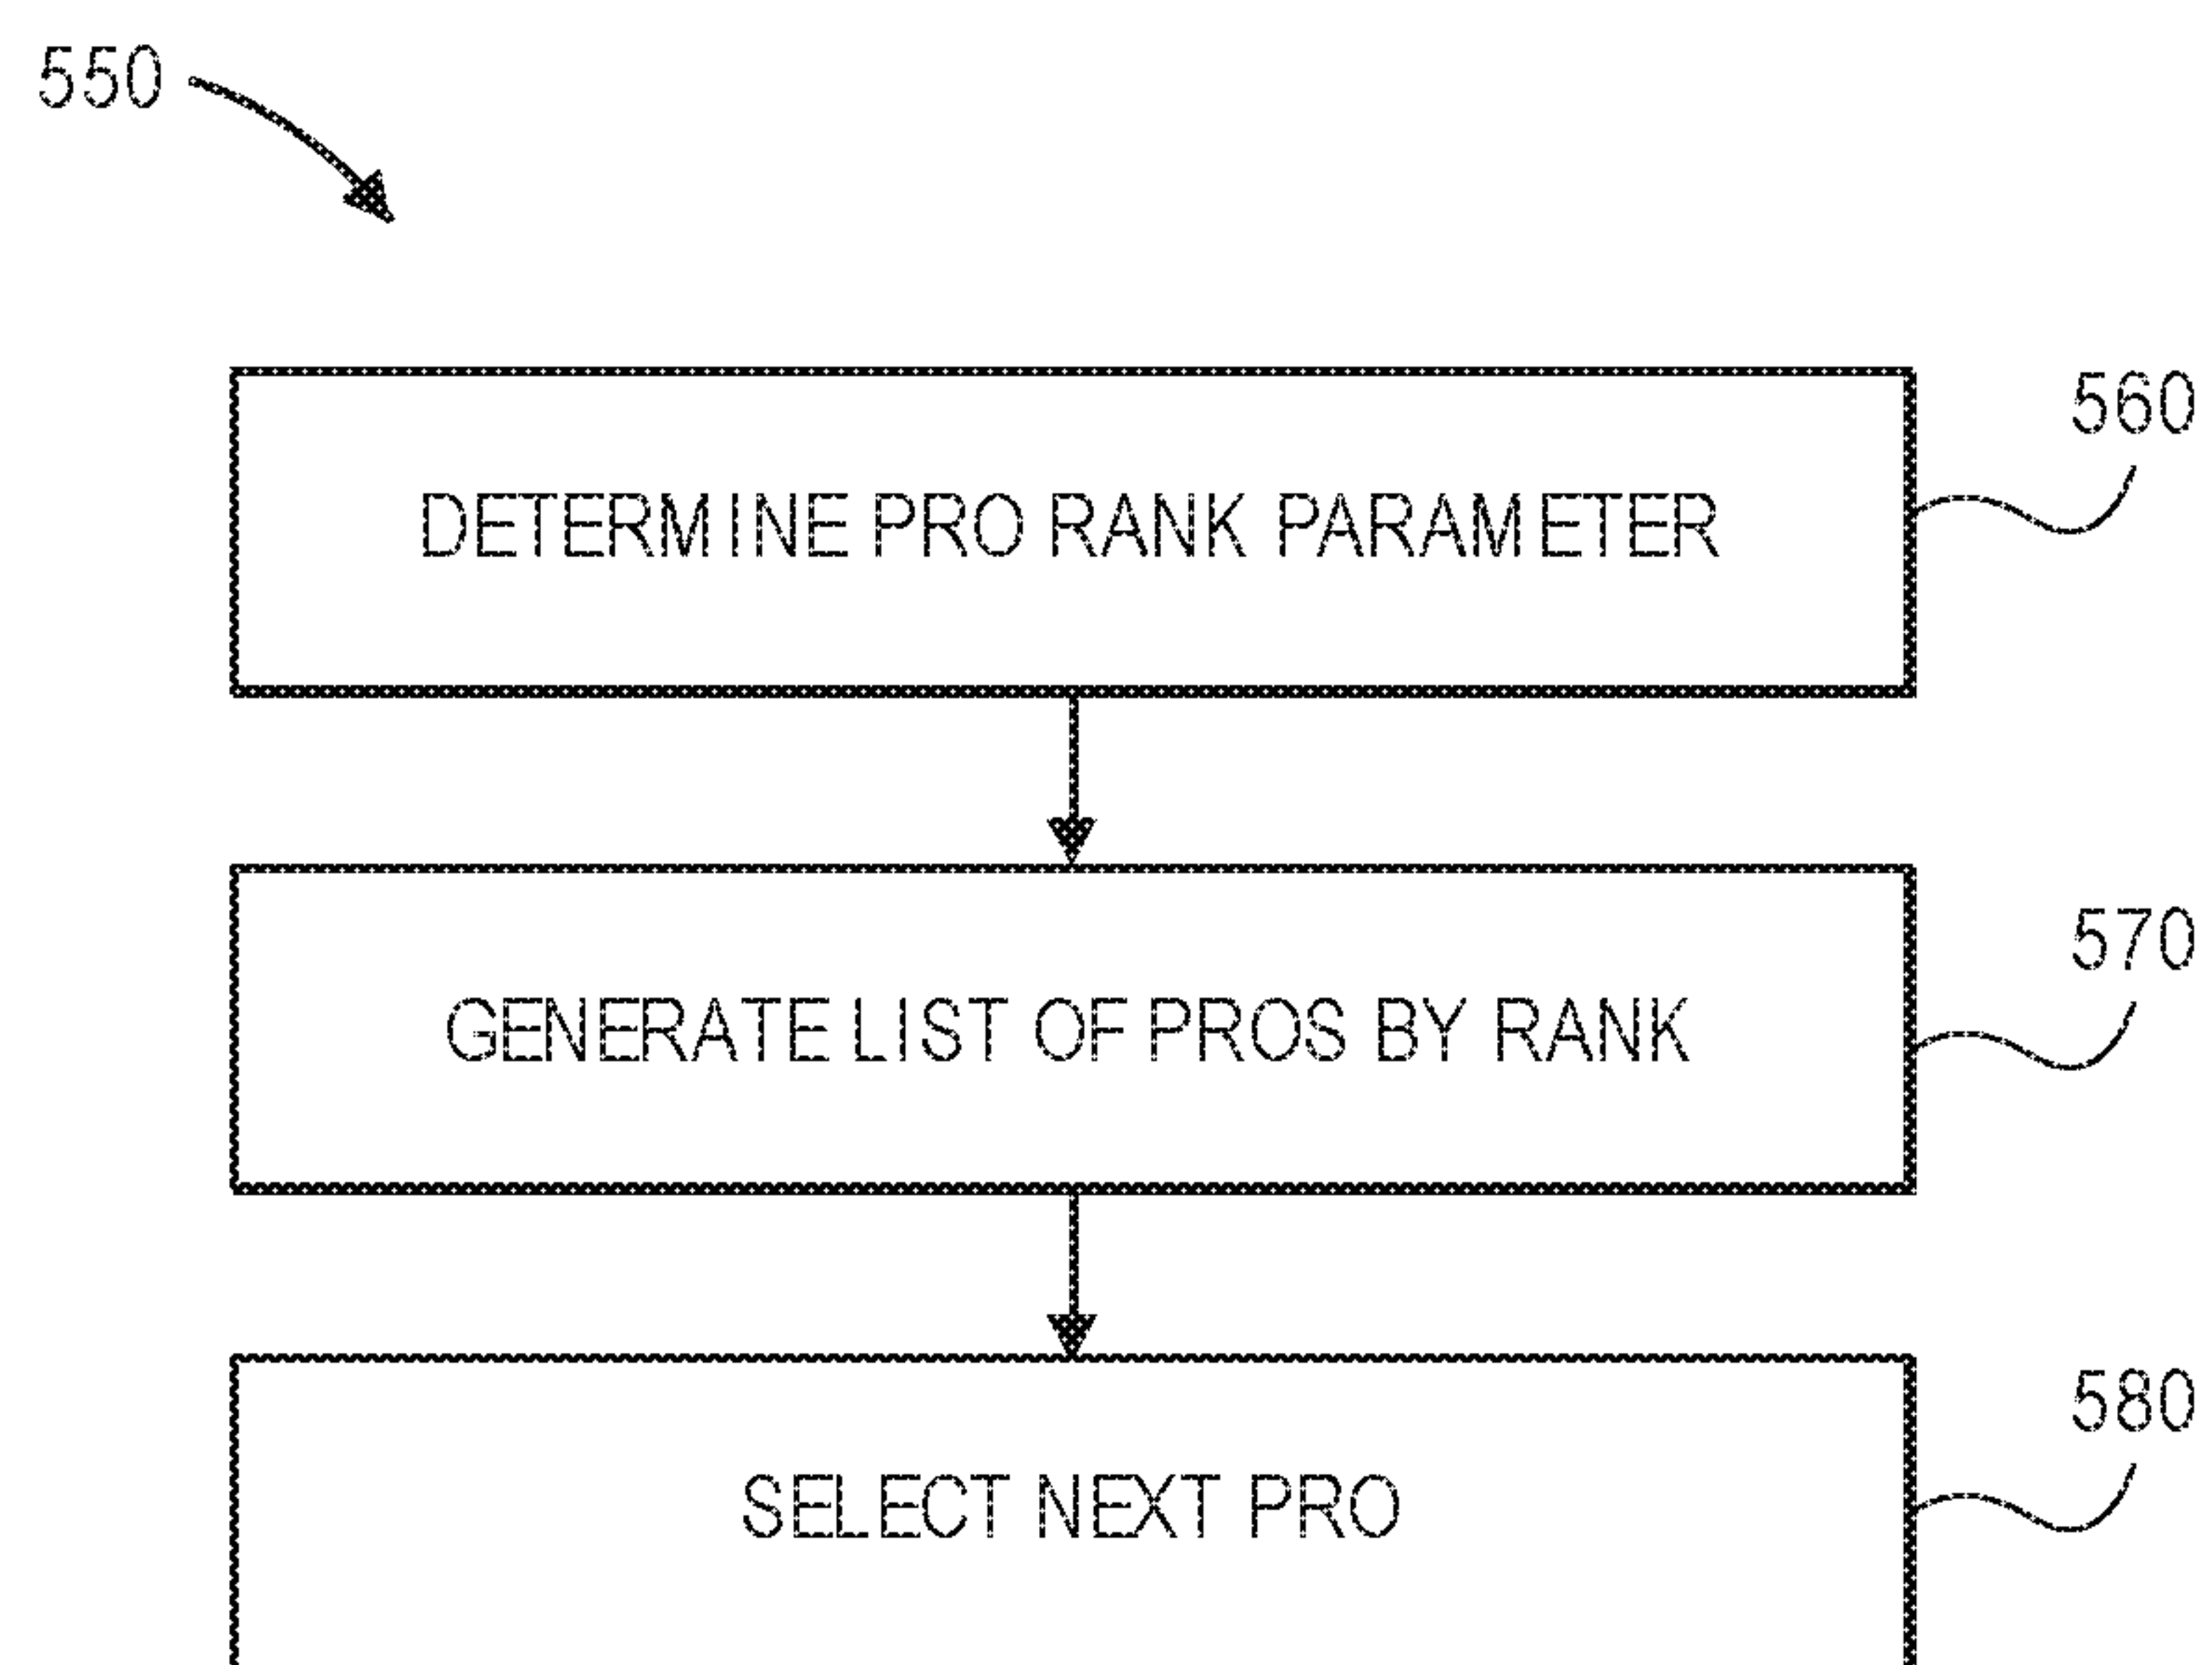 550
560
DETERMINE PRO RANK PARAMETER
570
GENERATE LIST OF PROS BY RANK
580
SELECT NEXT PRO